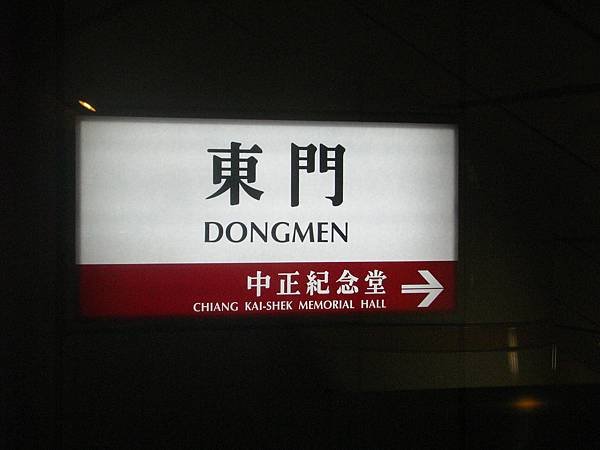 東門
DONGMEN
中正紀念堂
CHIANG KAI-SHEK MEMORIAL HALL